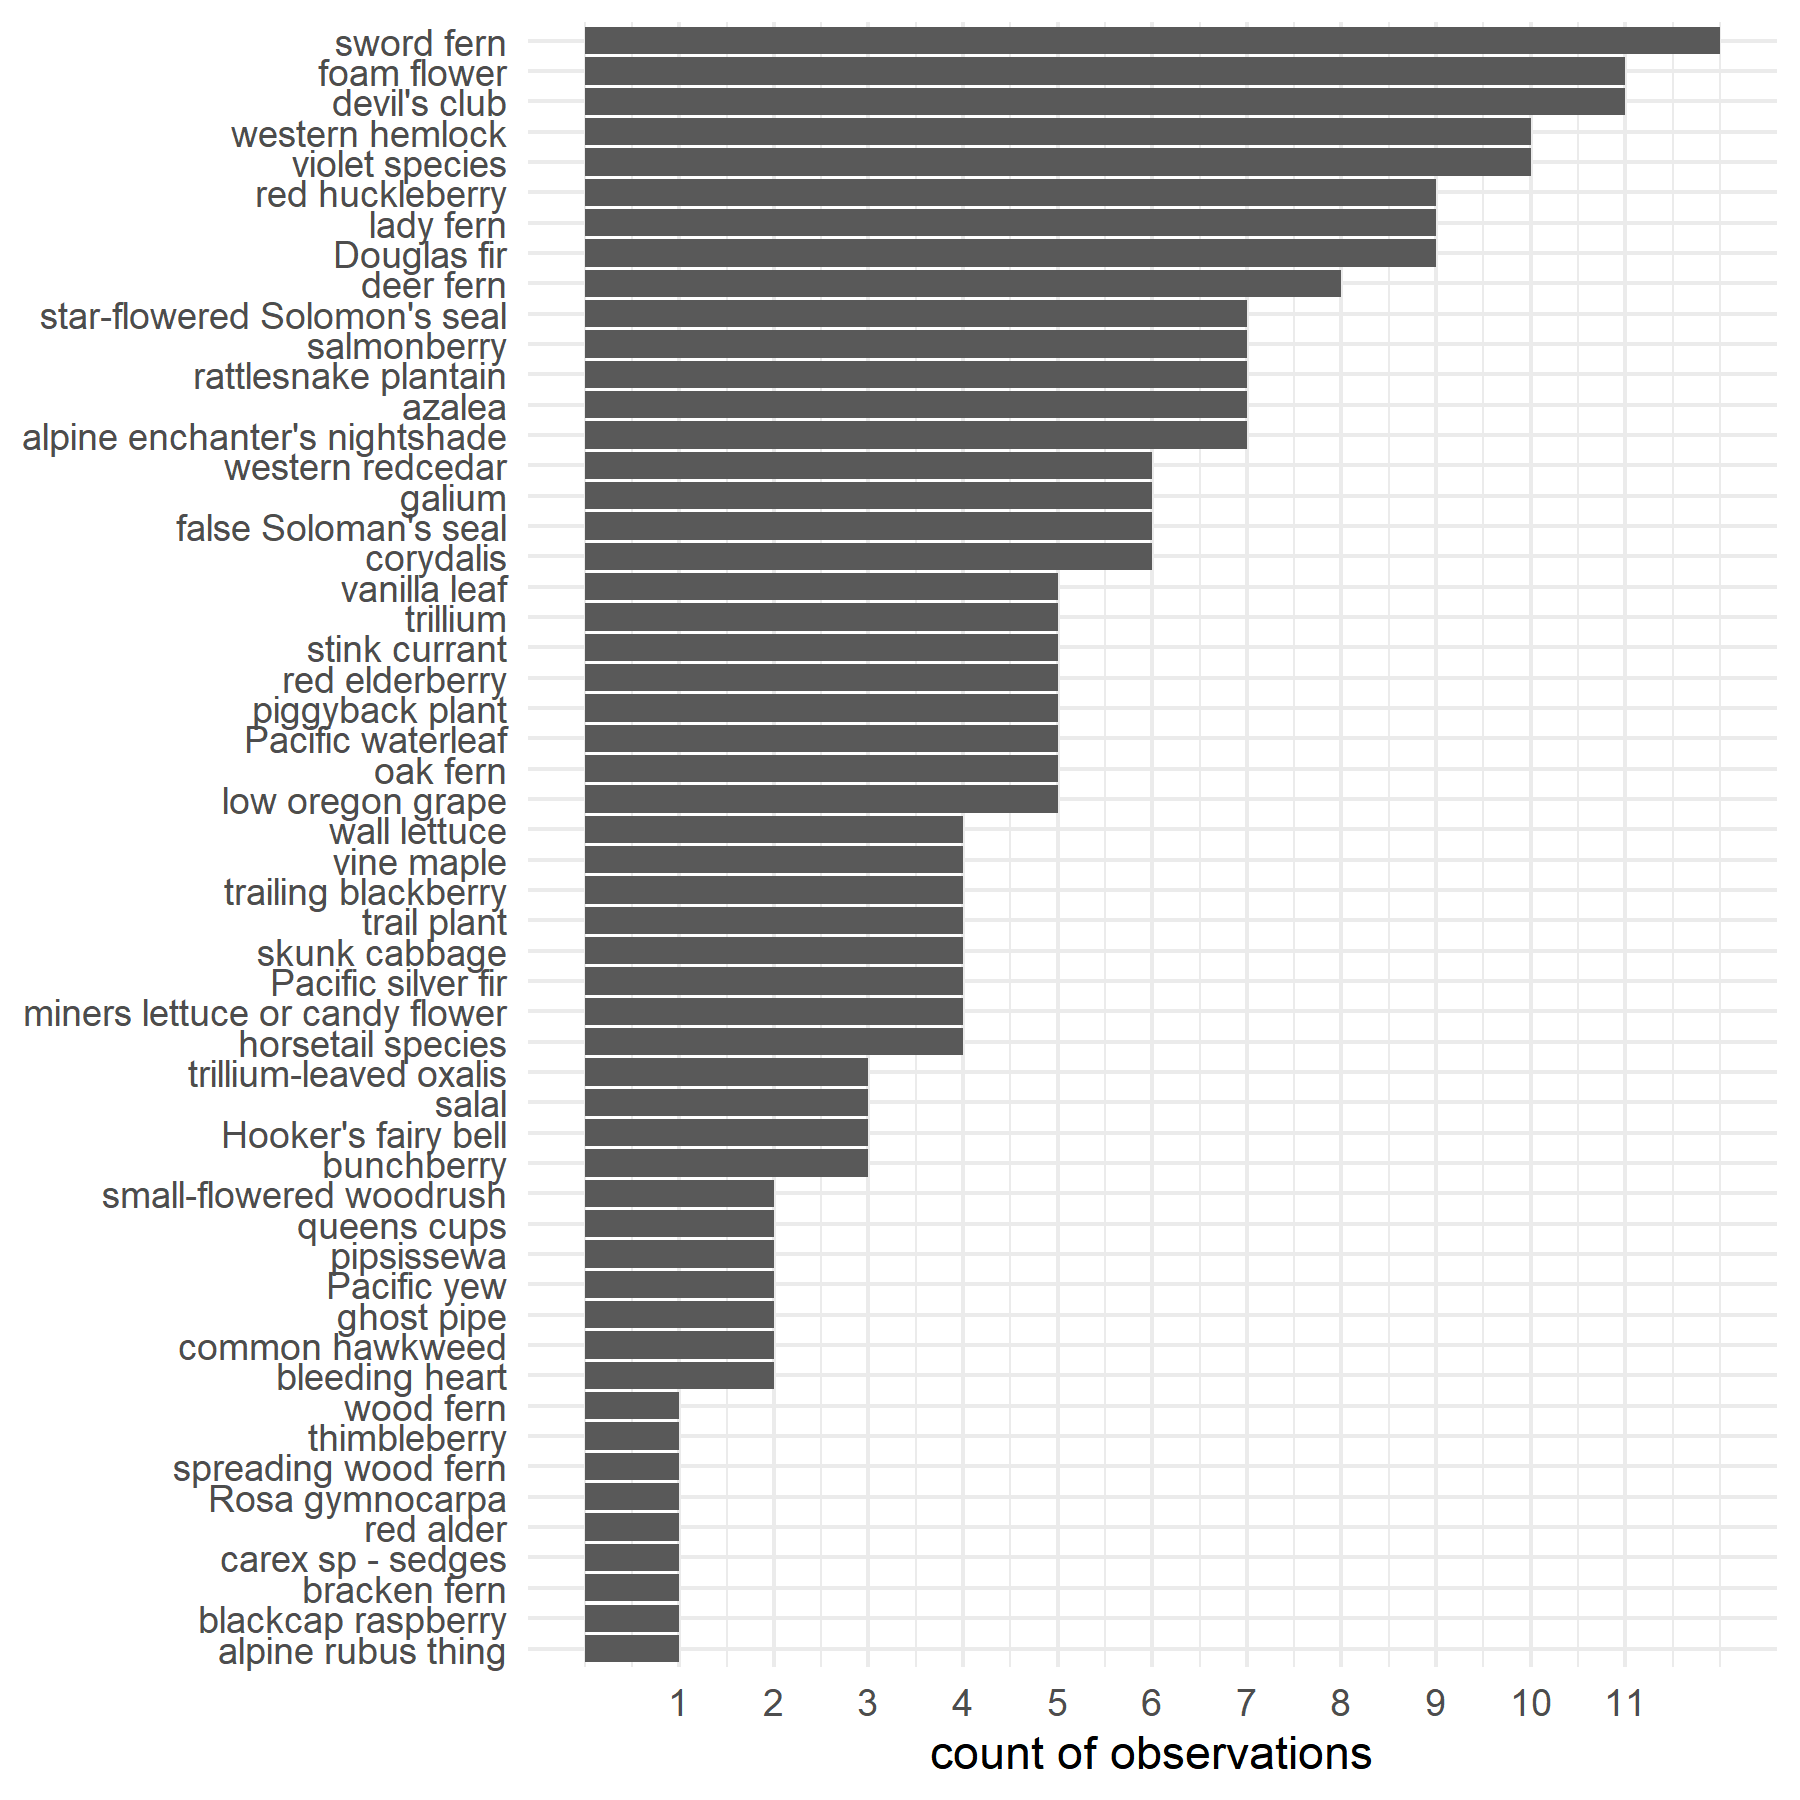 sword fern
foam flower
devil's club
western hemlock
violet species
red huckleberry
lady fern
Douglas fir
deer fern
star-flowered Solomon's seal
salmonberry
rattlesnake plantain
azalea
alpine enchanter's nightshade
western redcedar
galium
false Soloman's seal
corydalis
vanilla leaf
trillium
stink currant
red elderberry
piggyback plant
Pacific waterleaf
oak fern
low oregon grape
wall lettuce
vine maple
trailing blackberry
trail plant
skunk cabbage
Pacific silver fir
miners lettuce or candy flower
horsetail species
trillium-leaved oxalis
salal
Hooker's fairy bell
bunchberry
small-flowered woodrush
queens cups
pipsissewa
Pacific yew
ghost pipe
common hawkweed
bleeding heart
wood fern
thimbleberry
spreading wood fern
Rosa gymnocarpa
red alder
carex sp - sedges
bracken fern
blackcap raspberry
alpine rubus thing
1 2 3 4 5 6 7 8 9 10 11
count of observations